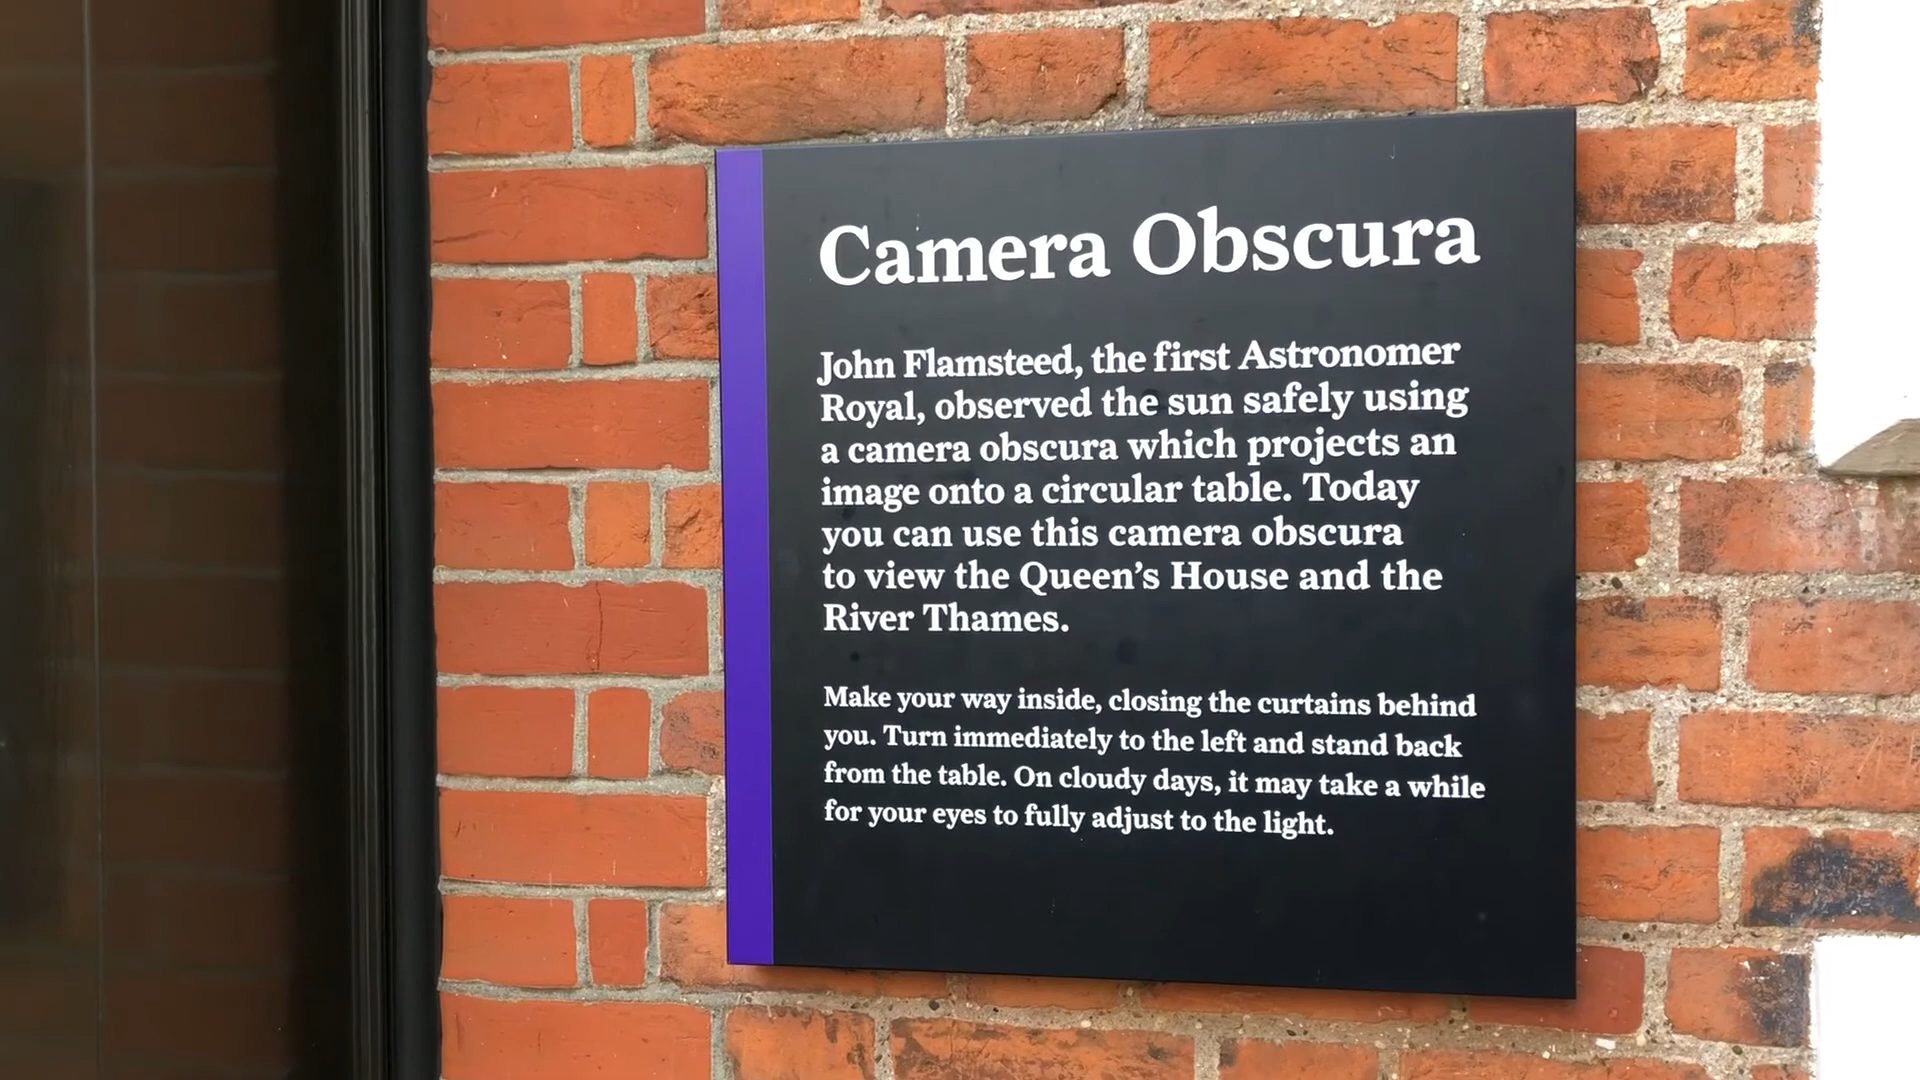 Camera Obscura
John Flamsteed, the first Astronomer
Royal, observed the sun safely using
a camera obscura which projects an
image onto a circular table. Today
you can use this camera obscura
to view the Queen’s House and the
River Thames.
Make your way inside, closing the curtains behind
you. Turn immediately to the left and stand back
from the table. On cloudy days, it may take a while
for your eyes to fully adjust to the light.